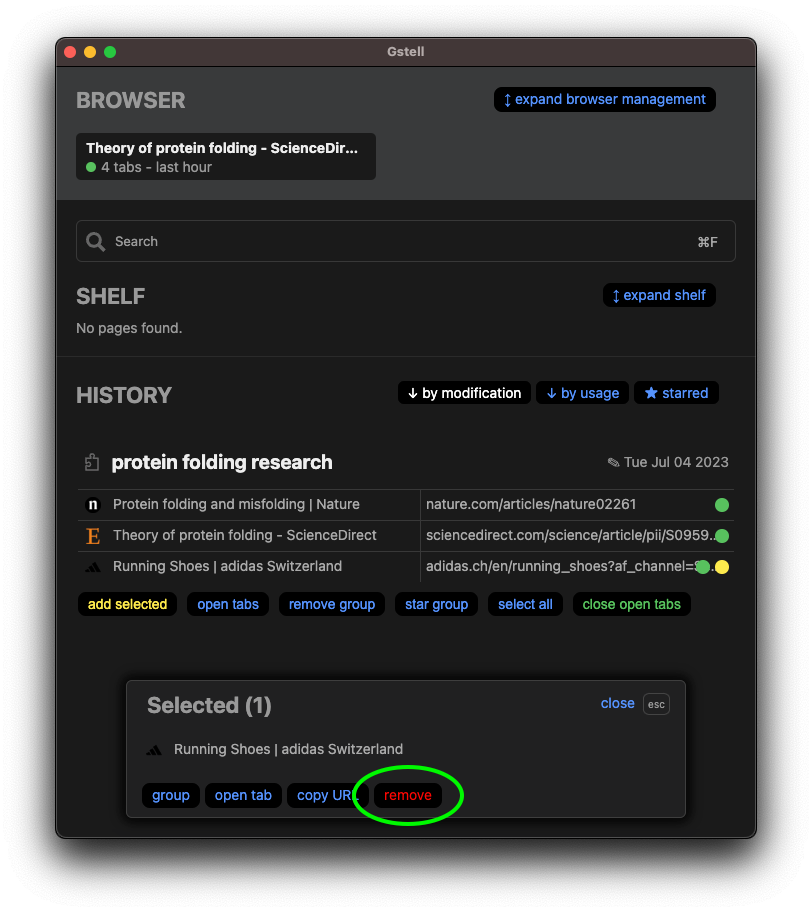 Gstell
BROWSER
↕ expand browser management
Theory of protein folding - ScienceDir...
4 tabs - last hour
Search ⌘F
SHELF
↕ expand shelf
No pages found.
HISTORY
↓ by modification ↓ by usage ★ starred
protein folding research ✎ Tue Jul 04 2023
n Protein folding and misfolding | Nature nature.com/articles/nature02261
E Theory of protein folding - ScienceDirect sciencedirect.com/science/article/pii/S0959...
Running Shoes | adidas Switzerland adidas.ch/en/running_shoes?af_channel=
add selected open tabs remove group star group select all close open tabs
Selected (1) close esc
Running Shoes | adidas Switzerland
group open tab copy URL remove